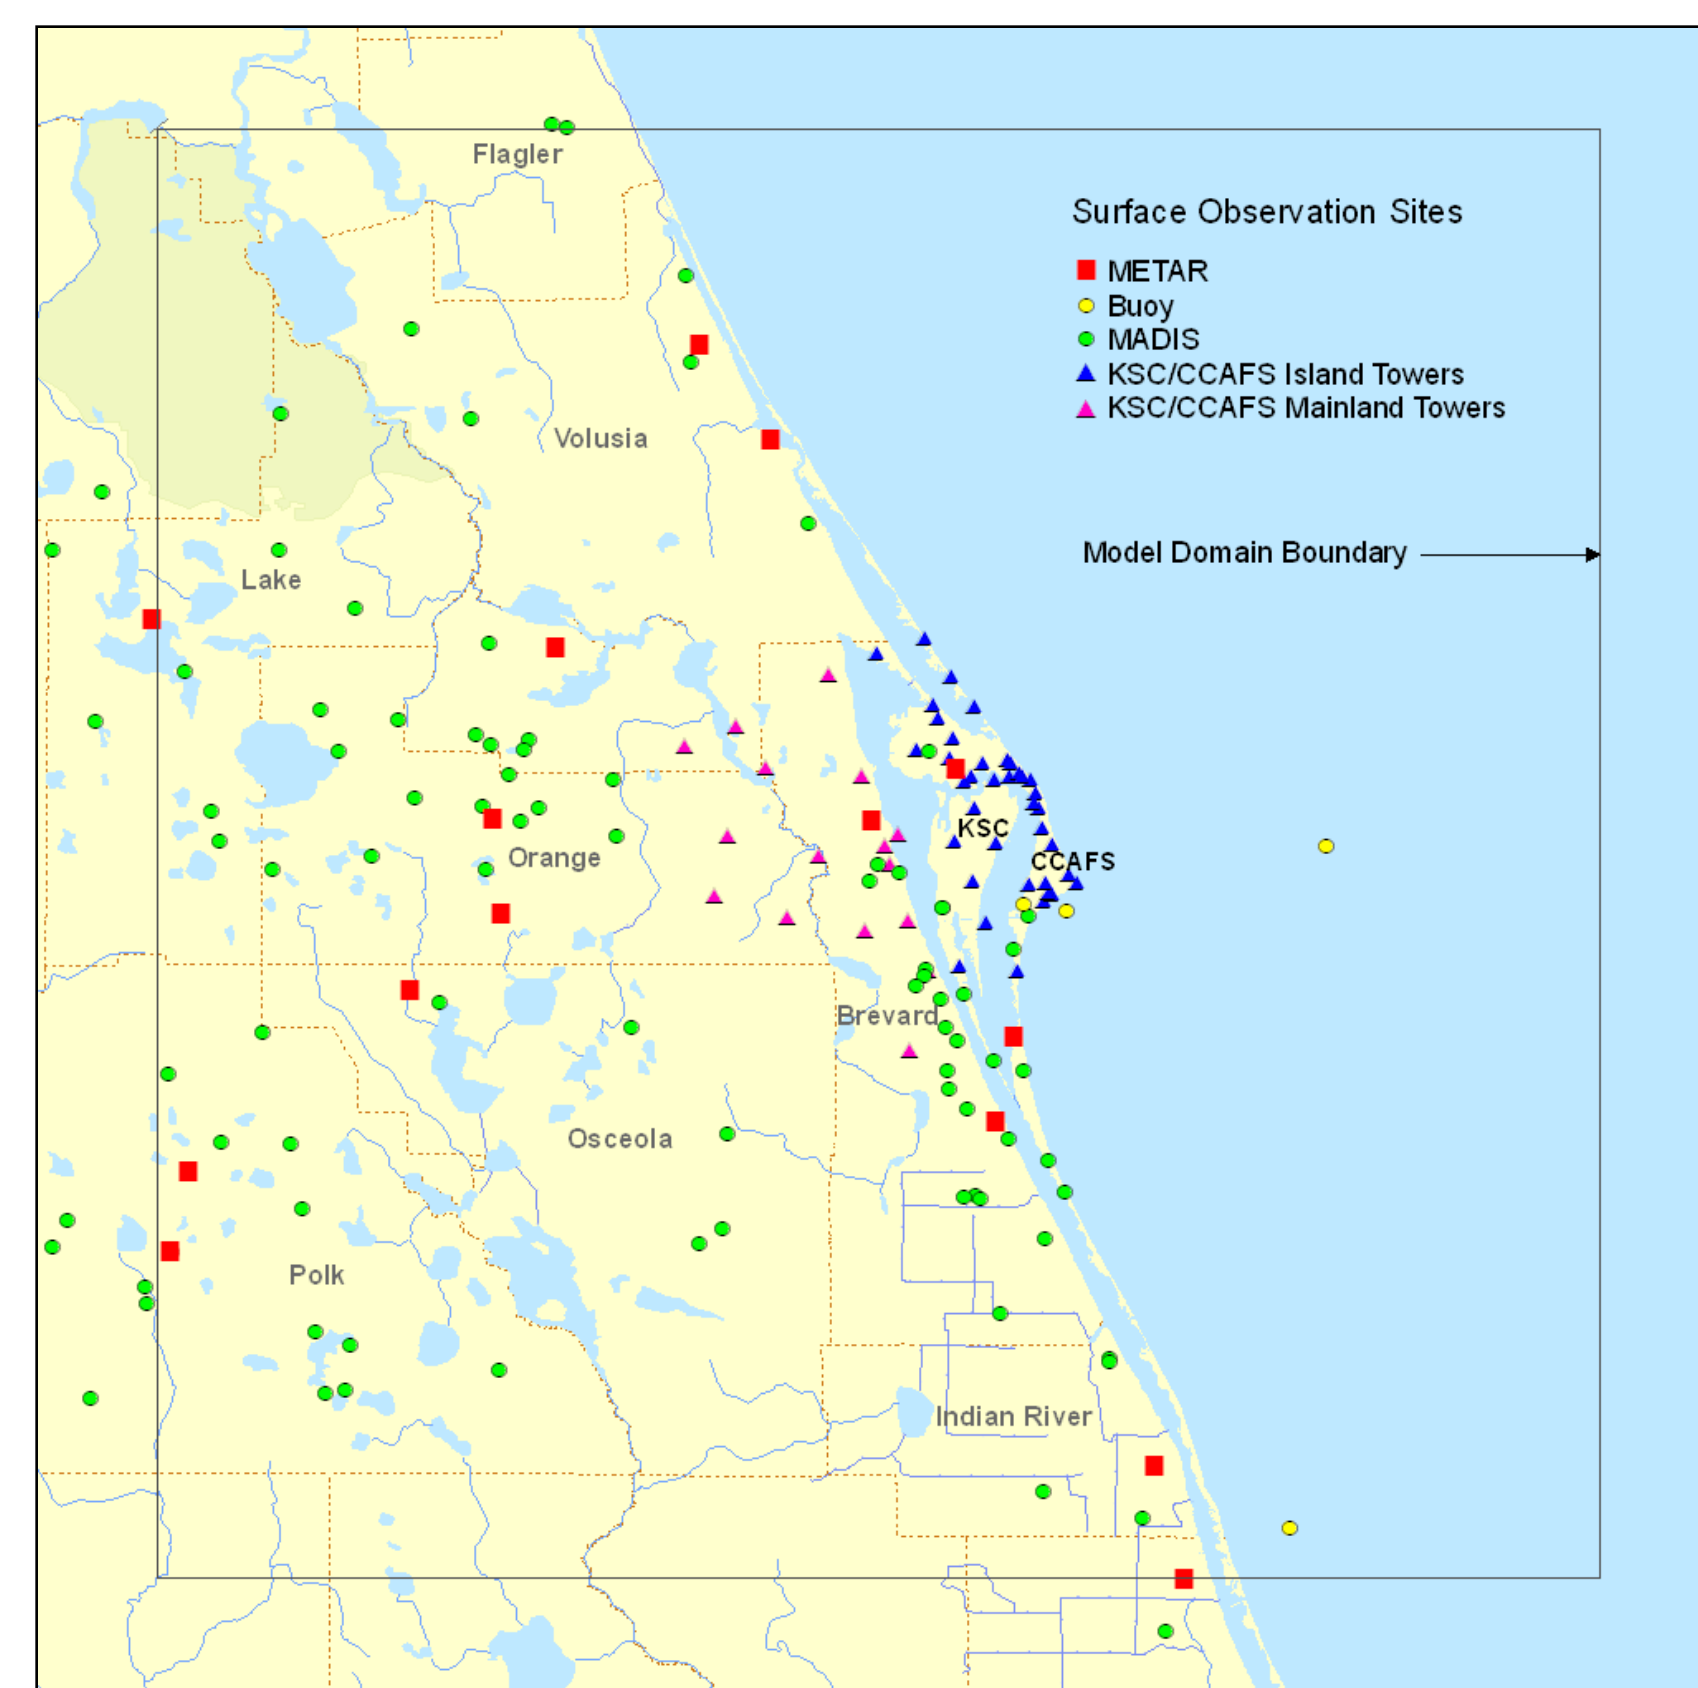 Flagler
Surface Observation Sites
METAR
Buoy
MADIS
KSC/CCAFS Island Towers
KSC/CCAFS Mainland Towers
Volusia
Model Domain Boundary
Lake
KSC
Orange
CCAFS
Brevard
Osceola
Polk
Indian River